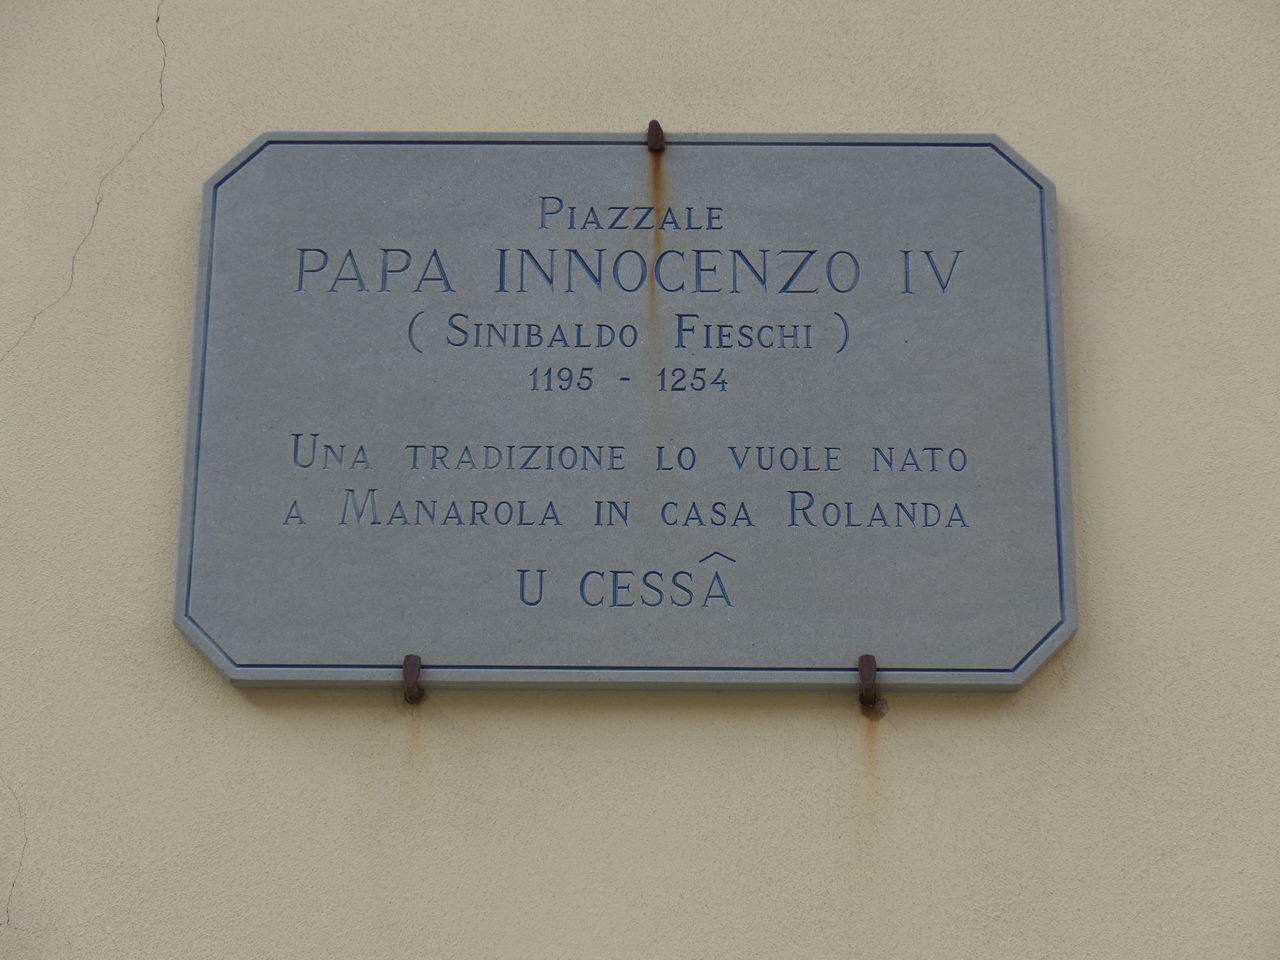 Piazzale
PAPA INNOCENZO IV
(Sinibaldo Fieschi)
1195 - 1254
Una tradizione lo vuole nato
a Manarola in casa Rolanda
U CESSÂ